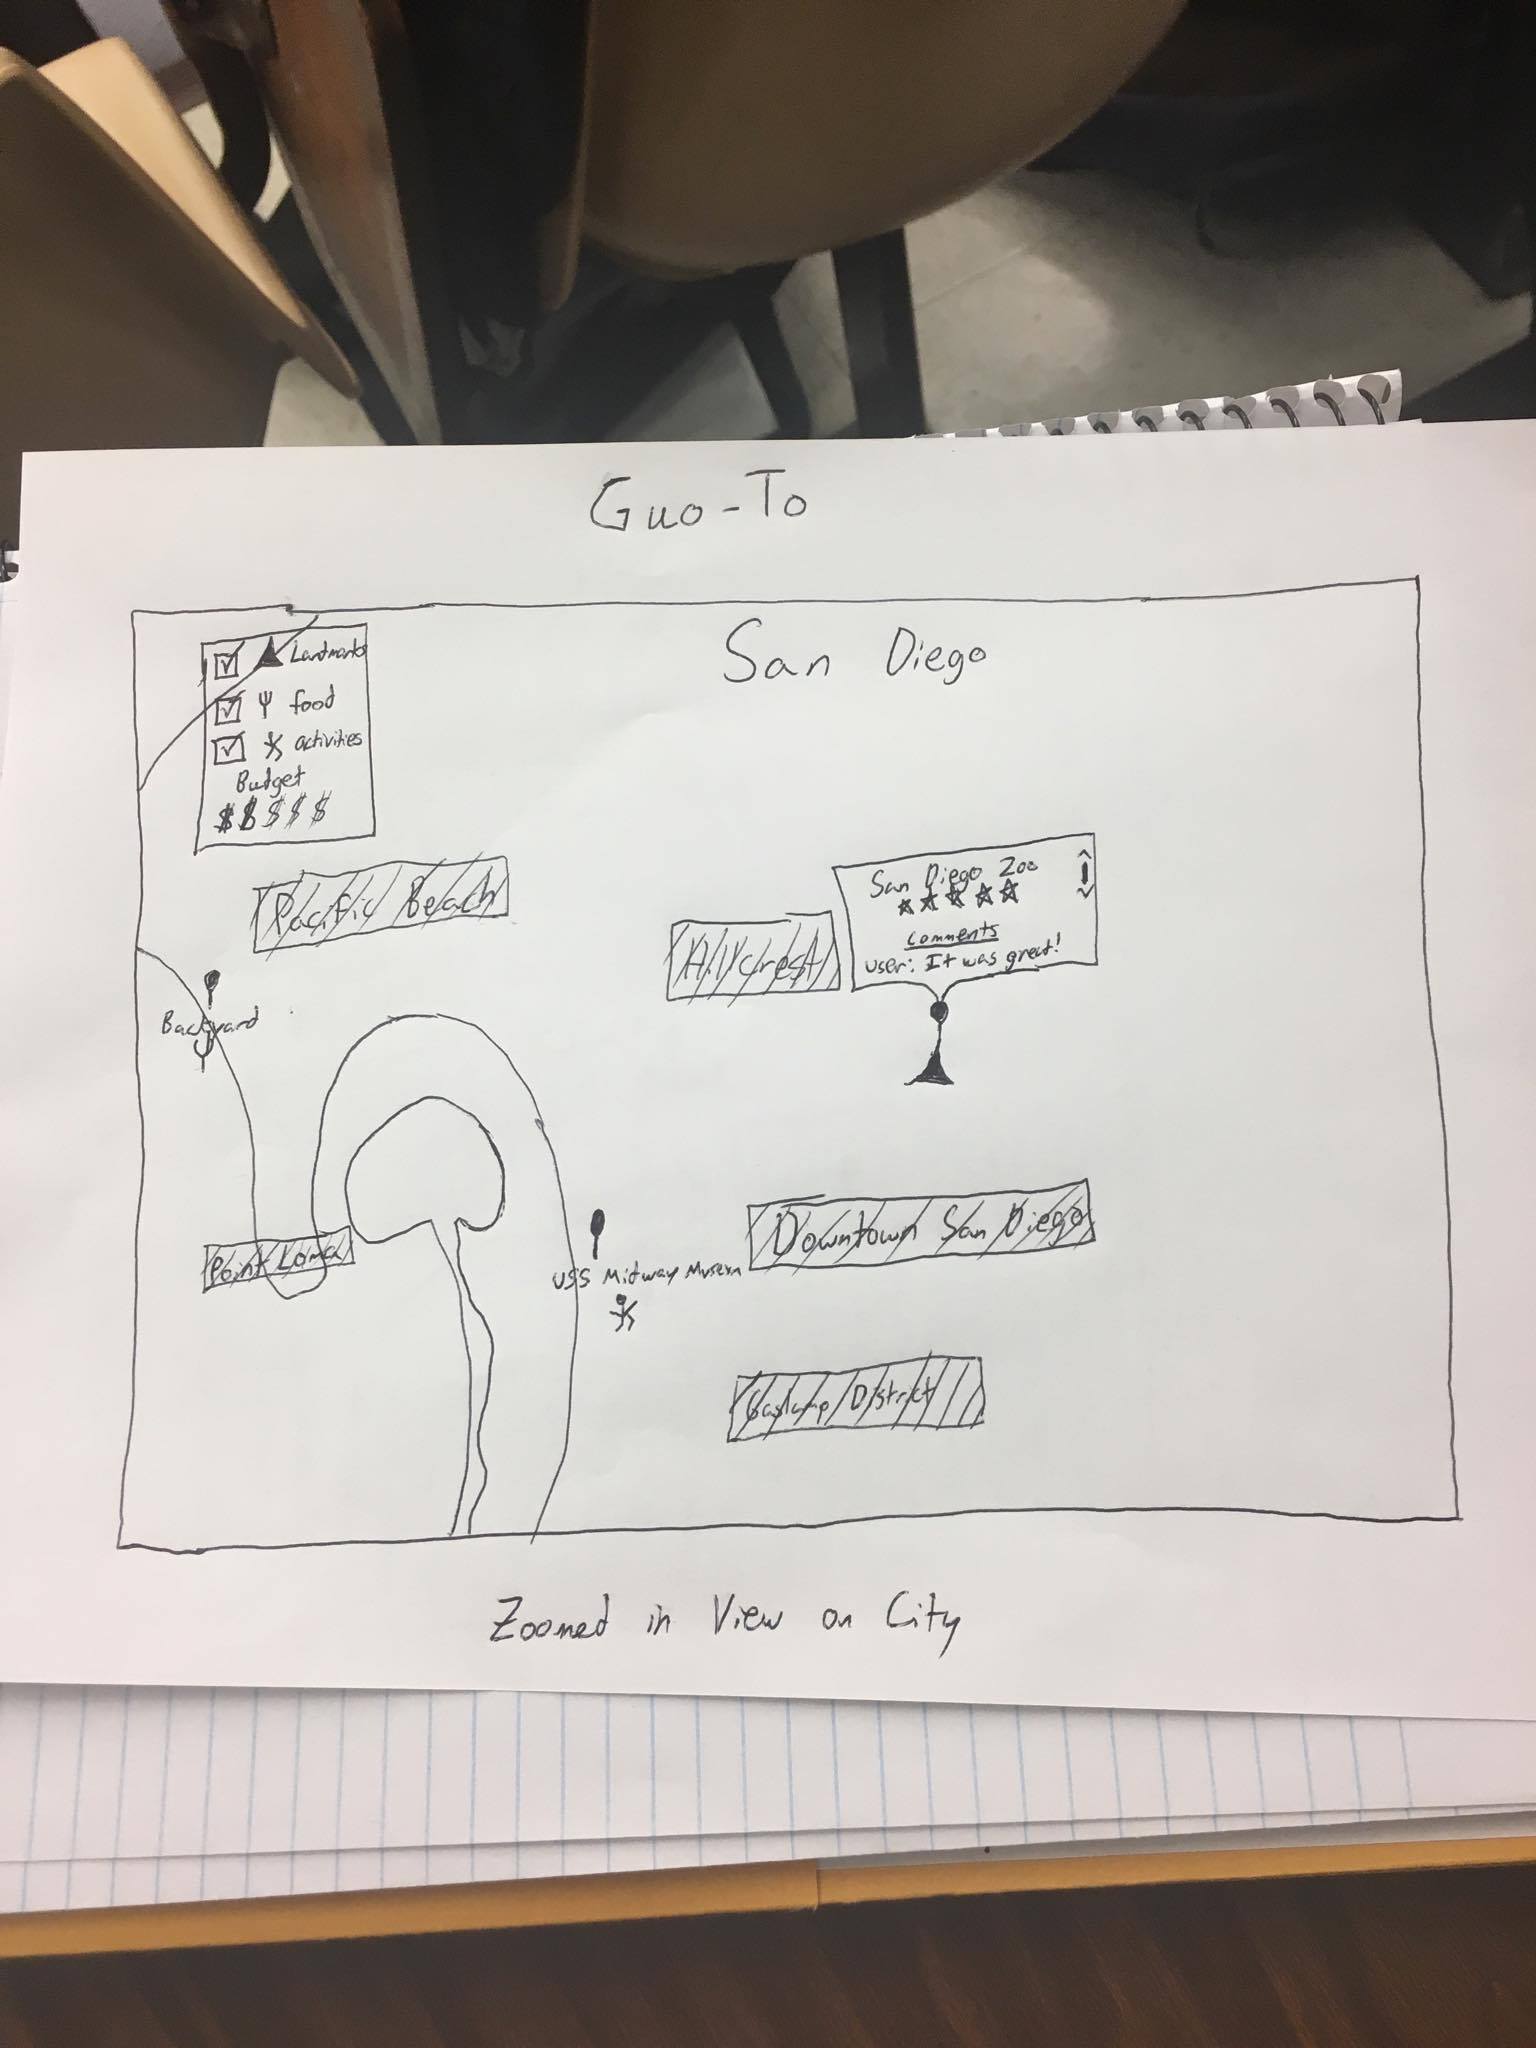 Guo-To
San Diego
Landmarks
food
activities
Budget
$$$$$
Pacific Beach
San Diego Zoo
Comments
user: It was great!
Hillcrest
Backyard
Point Loma
Downtown San Diego
USS Midway Museum
Gaslamp District
Zoomed in View on City